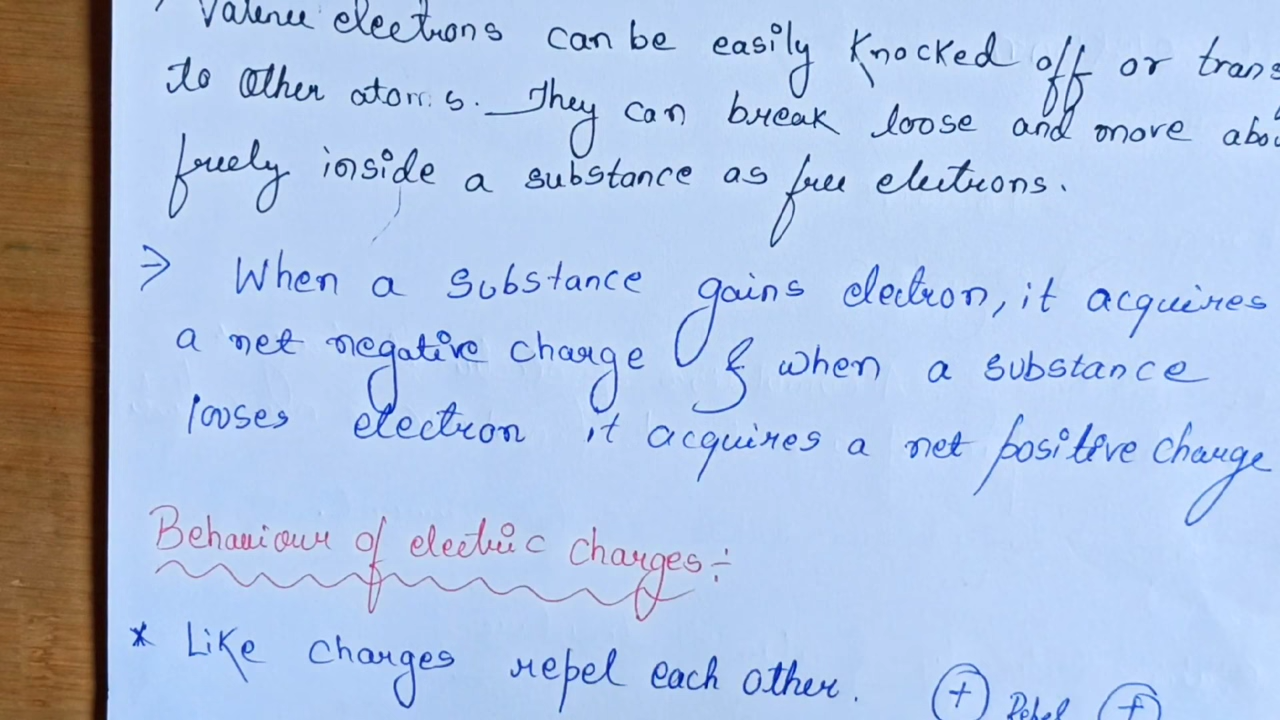 Valence electrons can be easily knocked off or trans
to other atoms. They can break loose and move abou
freely inside a substance as free electrons.
> When a substance gains electron, it acquires
a net negative charge & when a substance
looses electron it acquires a net positive charge
Behaviour of electric charges:-
* Like charges repel each other. + Repel +